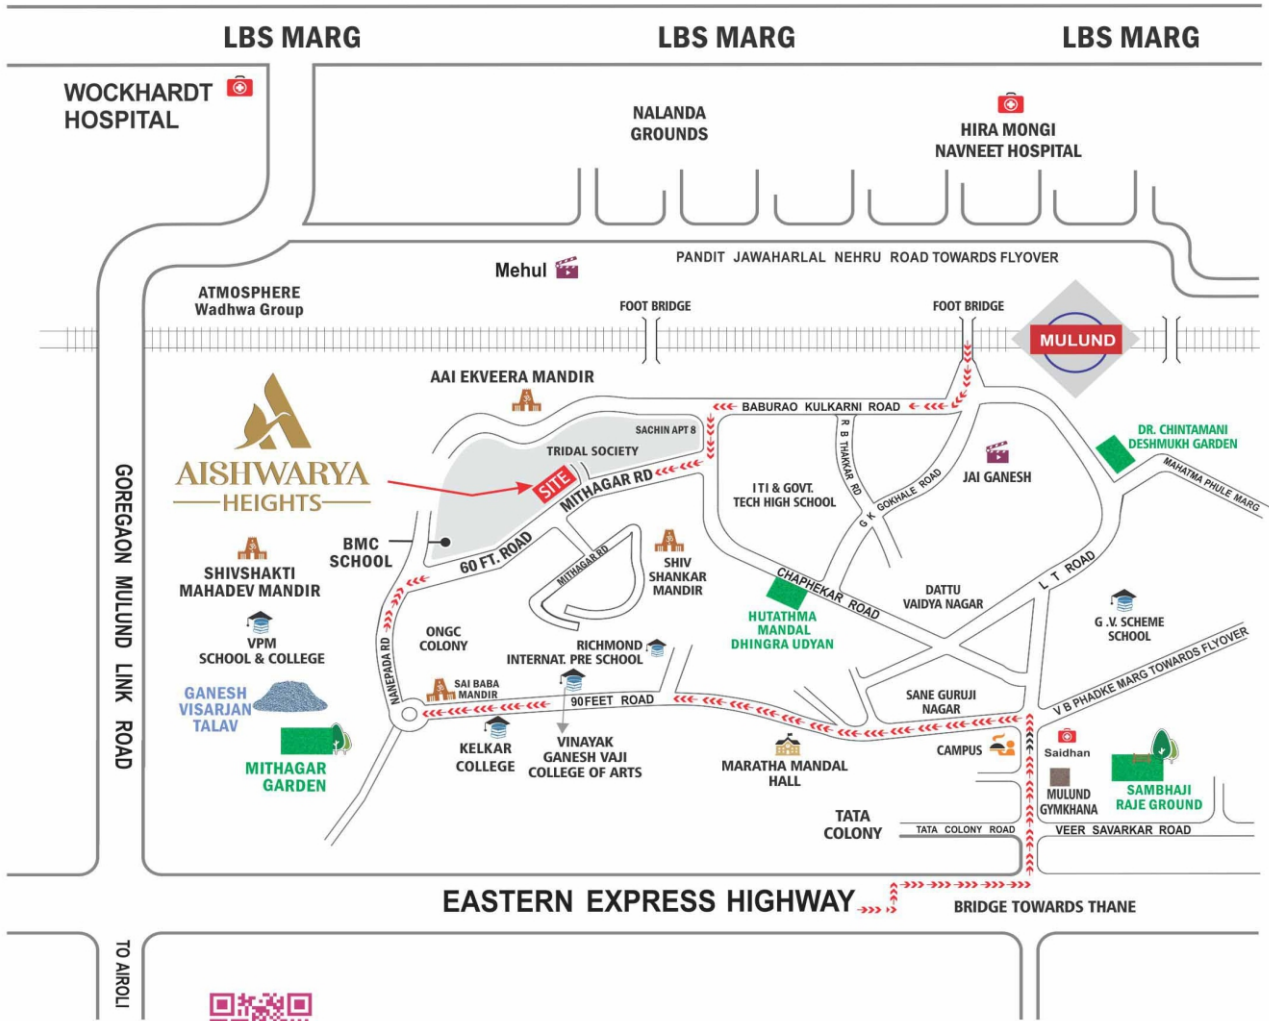 LBS MARG
LBS MARG
LBS MARG
WOCKHARDT
HOSPITAL
NALANDA
GROUNDS
HIRA MONGI
NAVNEET HOSPITAL
PANDIT JAWAHARLAL NEHRU ROAD TOWARDS FLYOVER
Mehul
ATMOSPHERE
Wadhwa Group
FOOT BRIDGE
FOOT BRIDGE
MULUND
AAI EKVEERA MANDIR
BABURAO KULKARNI ROAD
SACHIN APT 8
TRIDAL SOCIETY
R B THAKKAR RD
DR. CHINTAMANI
DESHMUKH GARDEN
MAHATMA PHULE MARG
AISHWARYA
HEIGHTS
SITE
MITHAGAR RD
I T I & GOVT.
TECH HIGH SCHOOL
G K GOKHALE ROAD
JAI GANESH
GOREGAON MULUND LINK ROAD
BMC
SCHOOL
60 FT. ROAD
MITHAGAR RD
SHIV
SHANKAR
MANDIR
SHIVSHAKTI
MAHADEV MANDIR
CHAPHEKAR ROAD
L T ROAD
DATTU
VAIDYA NAGAR
HUTATHMA
MANDAL
DHINGRA UDYAN
G .V. SCHEME
SCHOOL
VPM
SCHOOL & COLLEGE
ONGC
COLONY
NANEPADA RD
RICHMOND
INTERNAT. PRE SCHOOL
SAI BABA
MANDIR
90FEET ROAD
SANE GURUJI
NAGAR
V B PHADKE MARG TOWARDS FLYOVER
GANESH
VISARJAN
TALAV
MITHAGAR
GARDEN
KELKAR
COLLEGE
VINAYAK
GANESH VAJI
COLLEGE OF ARTS
MARATHA MANDAL
HALL
CAMPUS
Saidhan
MULUND
GYMKHANA
SAMBHAJI
RAJE GROUND
TATA
COLONY
TATA COLONY ROAD
VEER SAVARKAR ROAD
EASTERN EXPRESS HIGHWAY
BRIDGE TOWARDS THANE
TO AIROLI